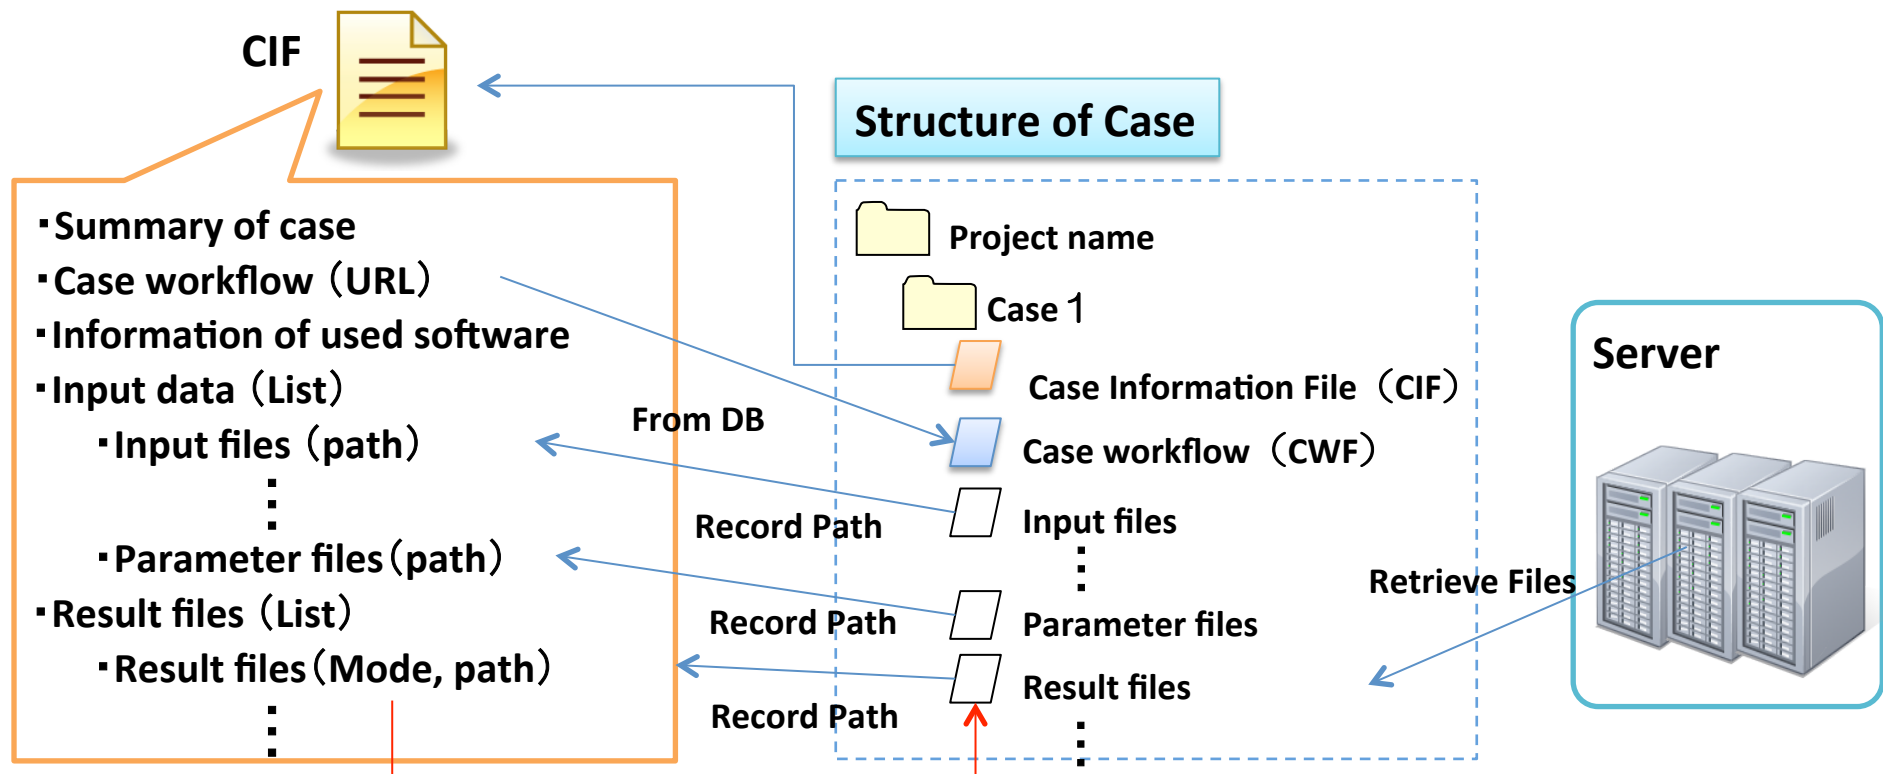 CIF
Structure of Case
・Summary of case
・Case workflow（URL）
・Information of used software
・Input data（List）
・Input files（path）
・Parameter files（path）
・Result files（List）
・Result files（Mode, path）
From DB
Record Path
Record Path
Record Path
Project name
Case１
Case Information File（CIF）
Case workflow（CWF）
Input files
Parameter files
Result files
Retrieve Files
Server